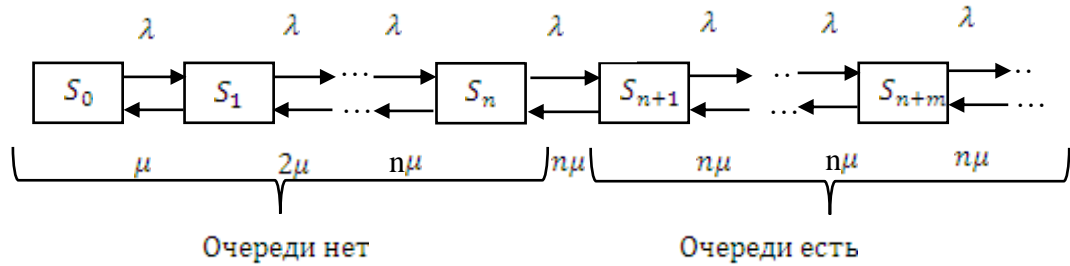 λ λ λ λ λ λ λ
S₀ S₁ ... Sₙ Sₙ₊₁ .. Sₙ₊ₘ ..
... ... ...
μ 2μ nμ nμ nμ nμ nμ
Очереди нет Очереди есть